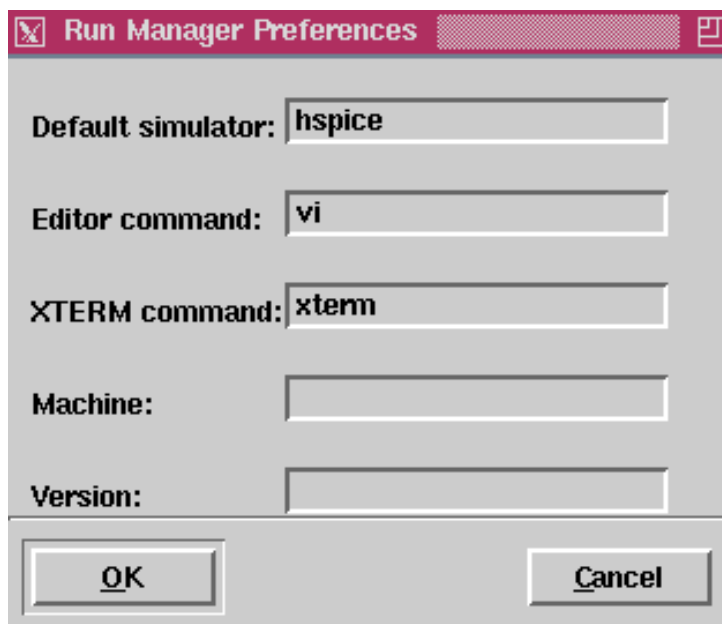 Run Manager Preferences
Default simulator: hspice
Editor command: vi
XTERM command: xterm
Machine:
Version:
OK Cancel